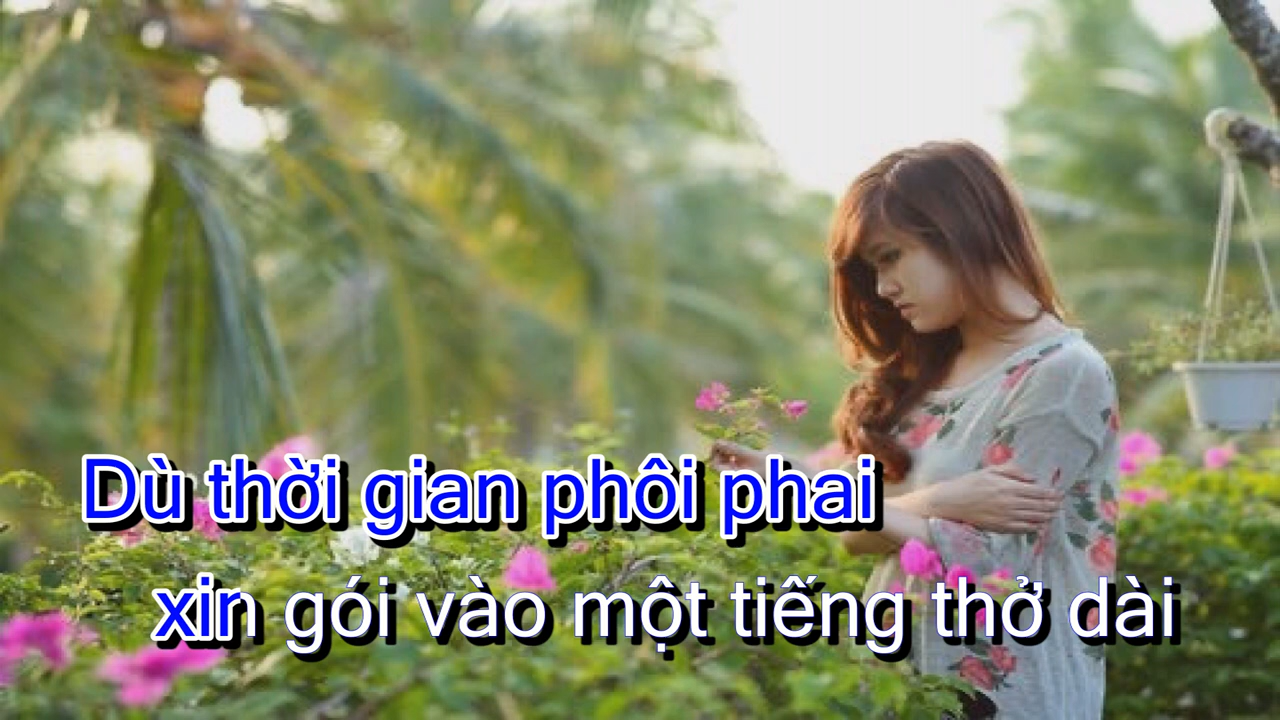 Dù thời gian phôi phai
xin gói vào một tiếng thở dài